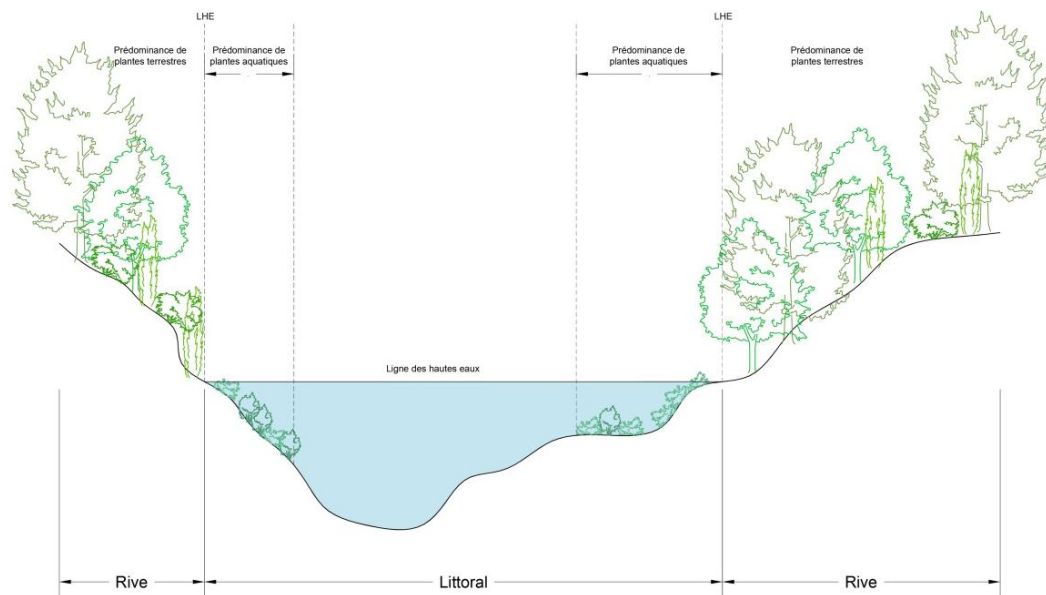 LHE
LHE
Prédominance de
plantes terrestres
Prédominance de
plantes aquatiques
Prédominance de
plantes aquatiques
Prédominance de
plantes terrestres
Ligne des hautes eaux
Rive
Littoral
Rive